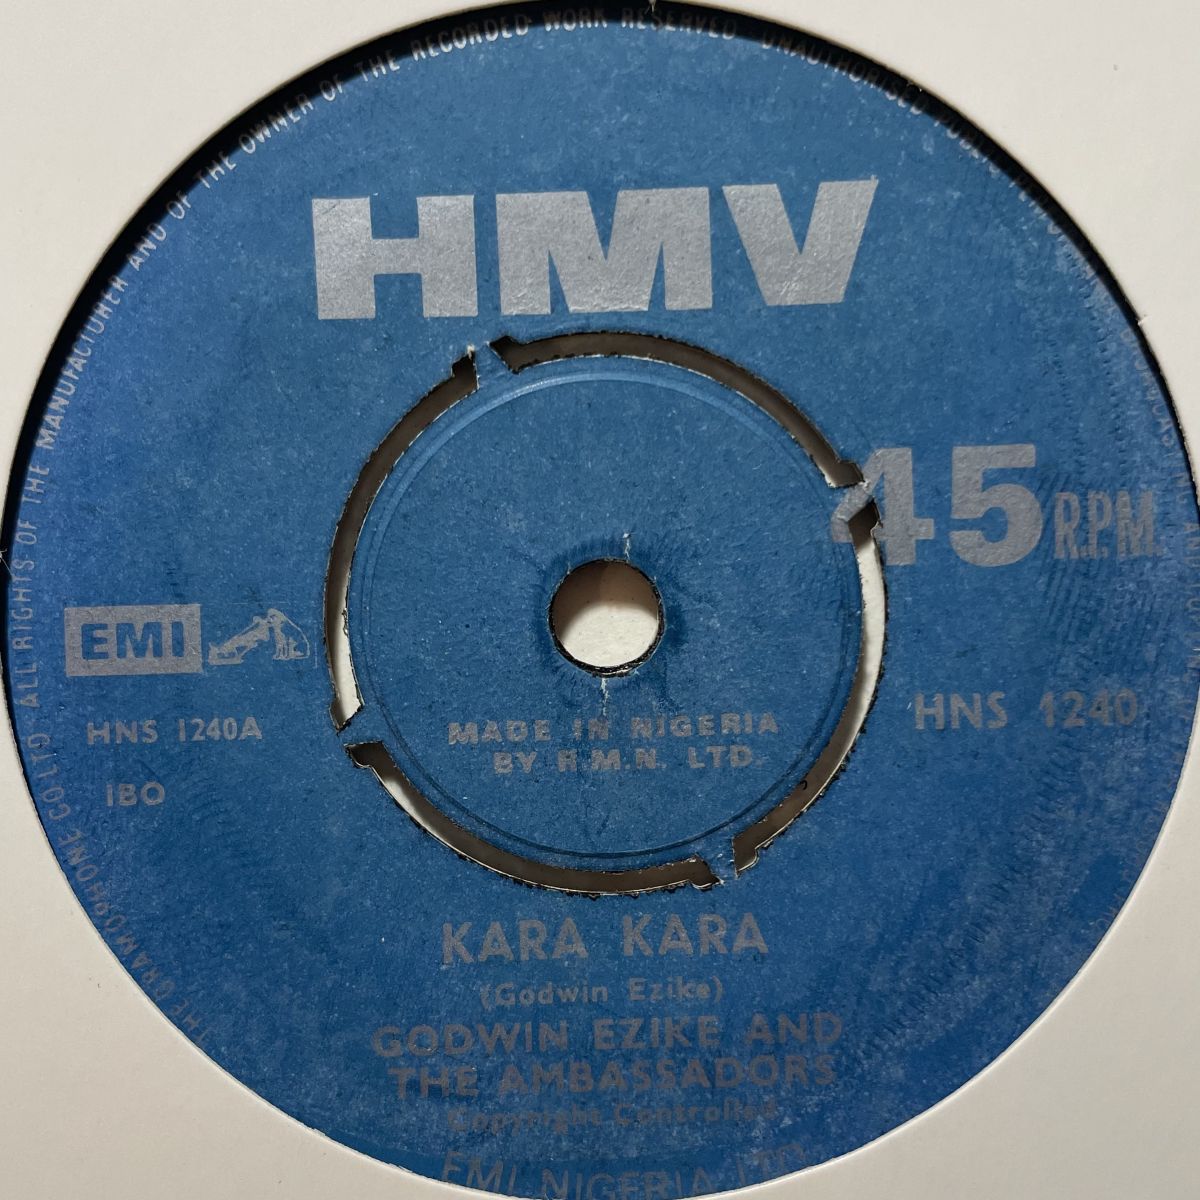 THE GRAMOPHONE CO. LTD. ALL RIGHTS OF THE MANUFACTURER AND OF THE OWNER OF THE RECORDED WORK RESERVED UNAUTHORISED
HMV
45 R.P.M.
EMI
HNS 1240A
IBO
HNS 1240
MADE IN NIGERIA
BY R.M.N. LTD.
KARA KARA
(Godwin Ezike)
GODWIN EZIKE AND
THE AMBASSADORS
Copyright Controlled
EMI NIGERIA LTD